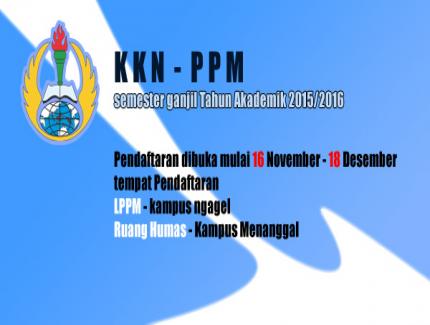 KKN - PPM
semester ganjil Tahun Akademik 2015/2016
Pendaftaran dibuka mulai 16 November - 18 Desember
tempat Pendaftaran
LPPM - kampus ngagel
Ruang Humas - Kampus Menanggal